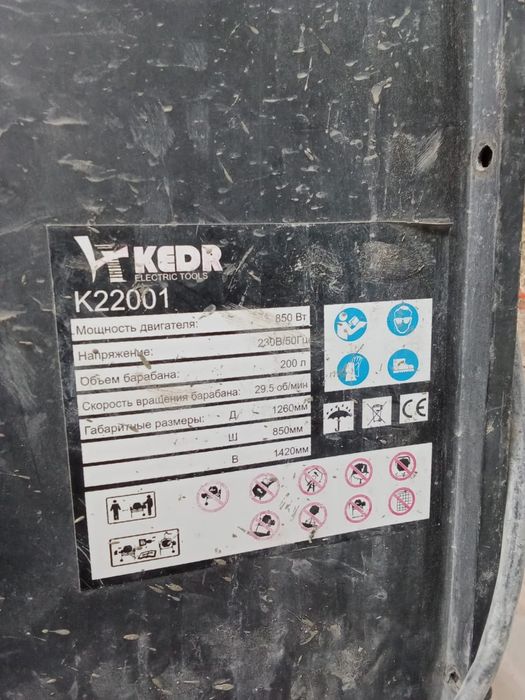 KEDR
ELECTRIC TOOLS
K22001
Мощность двигателя: 850 Вт
Напряжение: 230В/50Гц
Объем барабана: 200 л
Скорость вращения барабана: 29.5 об/мин
Габаритные размеры: Д 1260мм
Ш 850мм
В 1420мм
CE